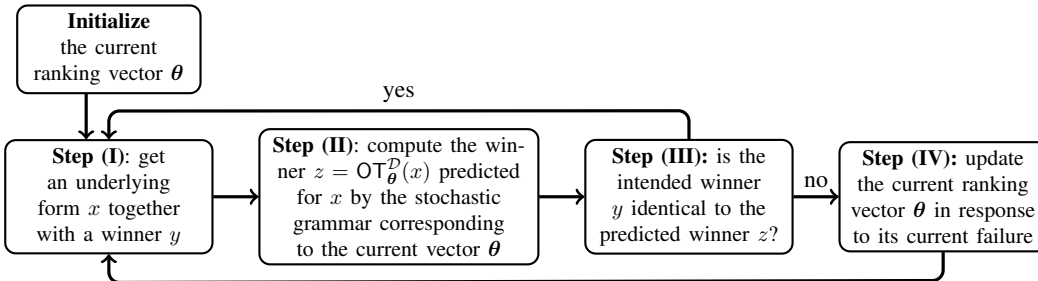 Initialize
the current
ranking vector θ
yes
Step (I): get
an underlying
form x together
with a winner y
Step (II): compute the win-
ner z = OT^D_θ(x) predicted
for x by the stochastic
grammar corresponding
to the current vector θ
Step (III): is the
intended winner
y identical to the
predicted winner z?
no
Step (IV): update
the current ranking
vector θ in response
to its current failure